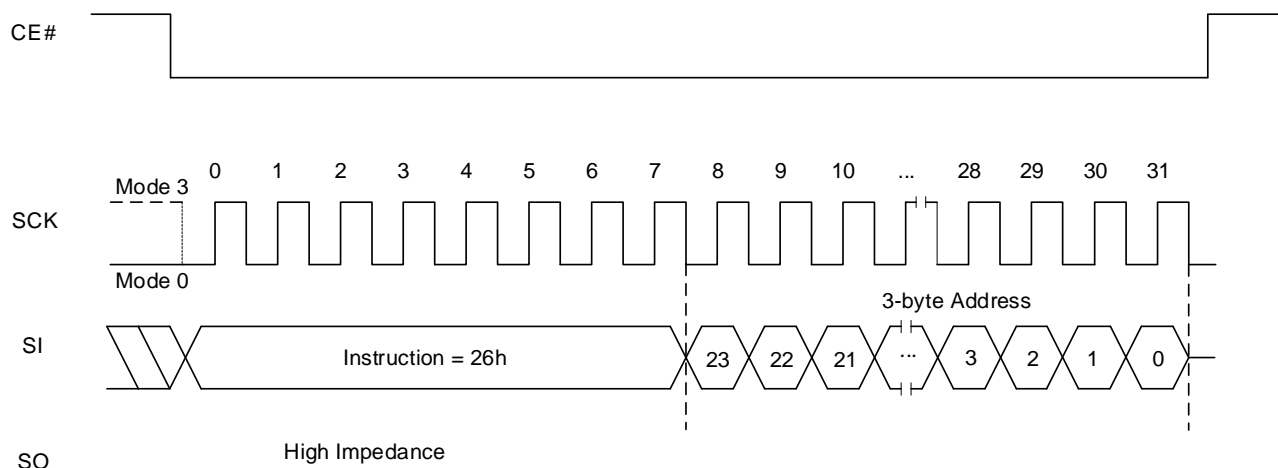 CE#
0 1 2 3 4 5 6 7 8 9 10 ... 28 29 30 31
Mode 3
SCK
Mode 0
3-byte Address
SI
Instruction = 26h
23 22 21 ... 3 2 1 0
High Impedance
SO